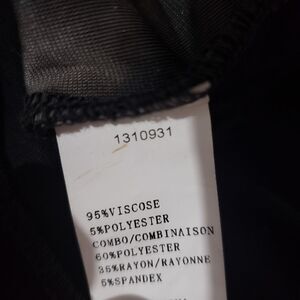 1310931
95%VISCOSE
5%POLYESTER
COMBO/COMBINAISON
60%POLYESTER
35%RAYON/RAYONNE
5%SPANDEX